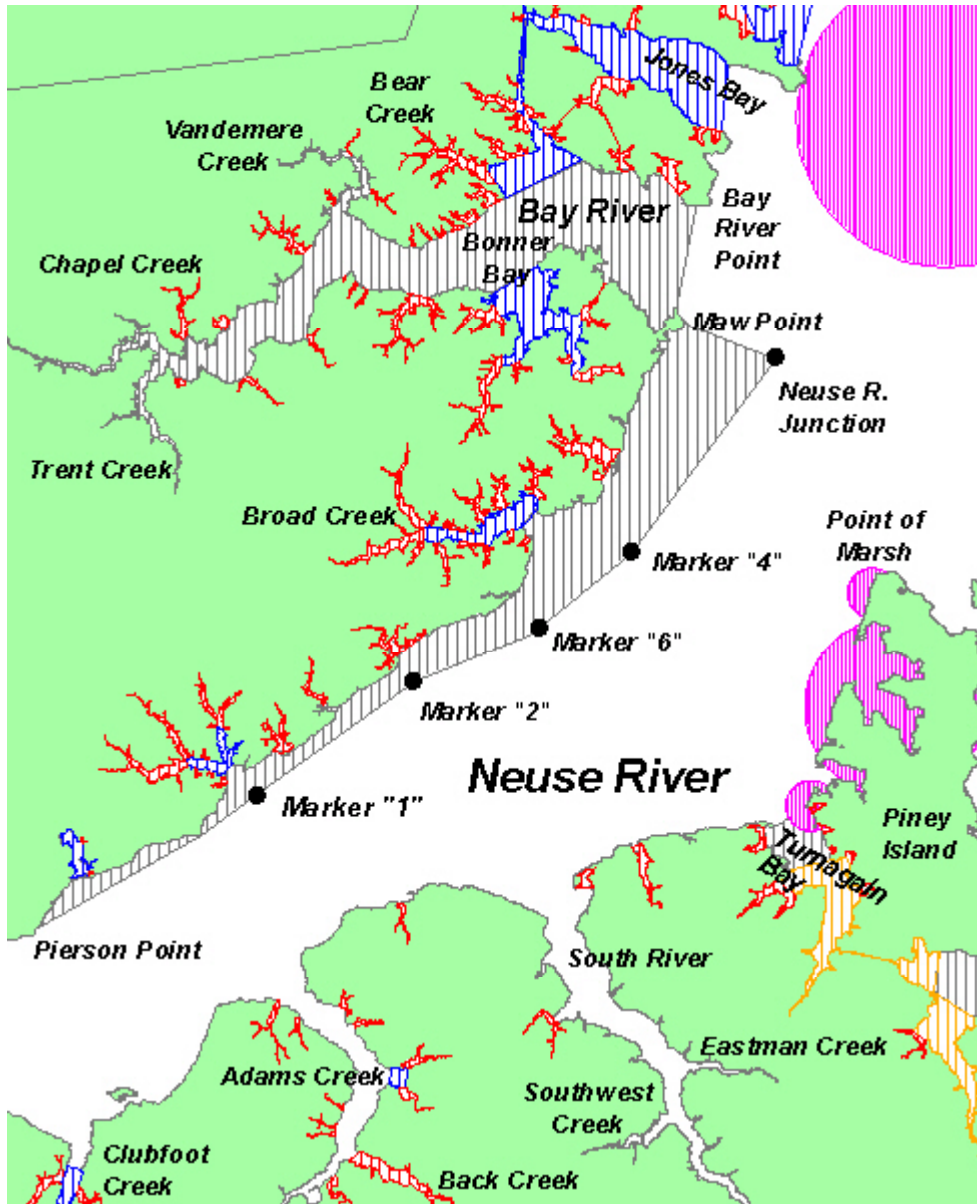 Jones Bay
Bear
Creek
Vandemere
Creek
Bay River
Bay
River
Point
Bonner
Bay
Chapel Creek
Maw Point
Neuse R.
Junction
Trent Creek
Broad Creek
Point of
Marsh
Marker "4"
Marker "6"
Marker "2"
Neuse River
Marker "1"
Piney
Island
Turnagain
Bay
Pierson Point
South River
Eastman Creek
Adams Creek
Southwest
Creek
Clubfoot
Creek
Back Creek